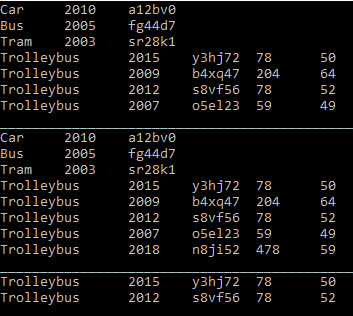 Car 2010 a12bv0
Bus 2005 fg44d7
Tram 2003 sr28k1
Trolleybus 2015 y3hj72 78 50
Trolleybus 2009 b4xq47 204 64
Trolleybus 2012 s8vf56 78 52
Trolleybus 2007 o5el23 59 49
Car 2010 a12bv0
Bus 2005 fg44d7
Tram 2003 sr28k1
Trolleybus 2015 y3hj72 78 50
Trolleybus 2009 b4xq47 204 64
Trolleybus 2012 s8vf56 78 52
Trolleybus 2007 o5el23 59 49
Trolleybus 2018 n8ji52 478 59
Trolleybus 2015 y3hj72 78 50
Trolleybus 2012 s8vf56 78 52